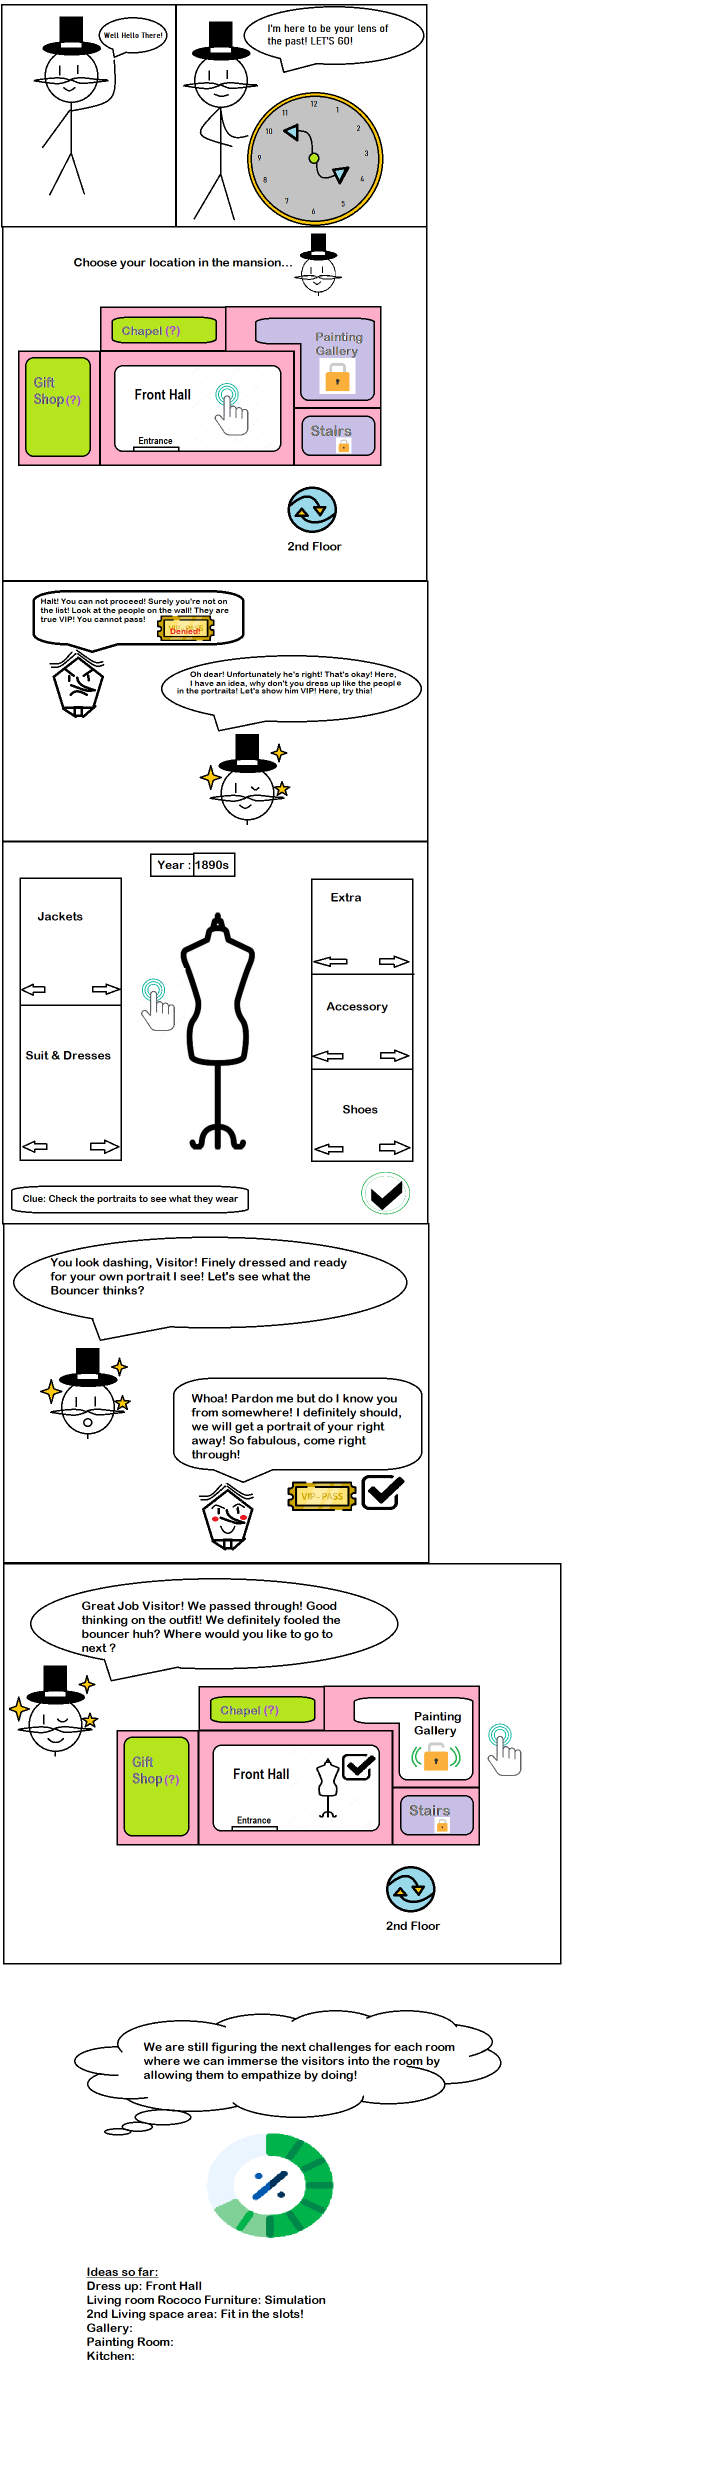 Well Hello There!
I'm here to be your lens of
the past! LET'S GO!
12
1
2
3
4
5
6
7
8
9
10
11
Choose your location in the mansion...
Chapel (?)
Painting
Gallery
Gift
Shop (?)
Front Hall
Entrance
Stairs
2nd Floor
Halt! You can not proceed! Surely you're not on
the list! Look at the people on the wall! They are
true VIP! You cannot pass!
VIP-PASS
Denied!
Oh dear! Unfortunately he's right! That's okay! Here,
I have an idea, why don't you dress up like the people
in the portraits! Let's show him VIP! Here, try this!
Year : 1890s
Jackets
Suit & Dresses
Extra
Accessory
Shoes
Clue: Check the portraits to see what they wear
You look dashing, Visitor! Finely dressed and ready
for your own portrait I see! Let's see what the
Bouncer thinks?
Whoa! Pardon me but do I know you
from somewhere! I definitely should,
we will get a portrait of your right
away! So fabulous, come right
through!
VIP-PASS
Great Job Visitor! We passed through! Good
thinking on the outfit! We definitely fooled the
bouncer huh? Where would you like to go to
next ?
Chapel (?)
Painting
Gallery
Gift
Shop (?)
Front Hall
Entrance
Stairs
2nd Floor
We are still figuring the next challenges for each room
where we can immerse the visitors into the room by
allowing them to empathize by doing!
Ideas so far:
Dress up: Front Hall
Living room Rococo Furniture: Simulation
2nd Living space area: Fit in the slots!
Gallery:
Painting Room:
Kitchen: